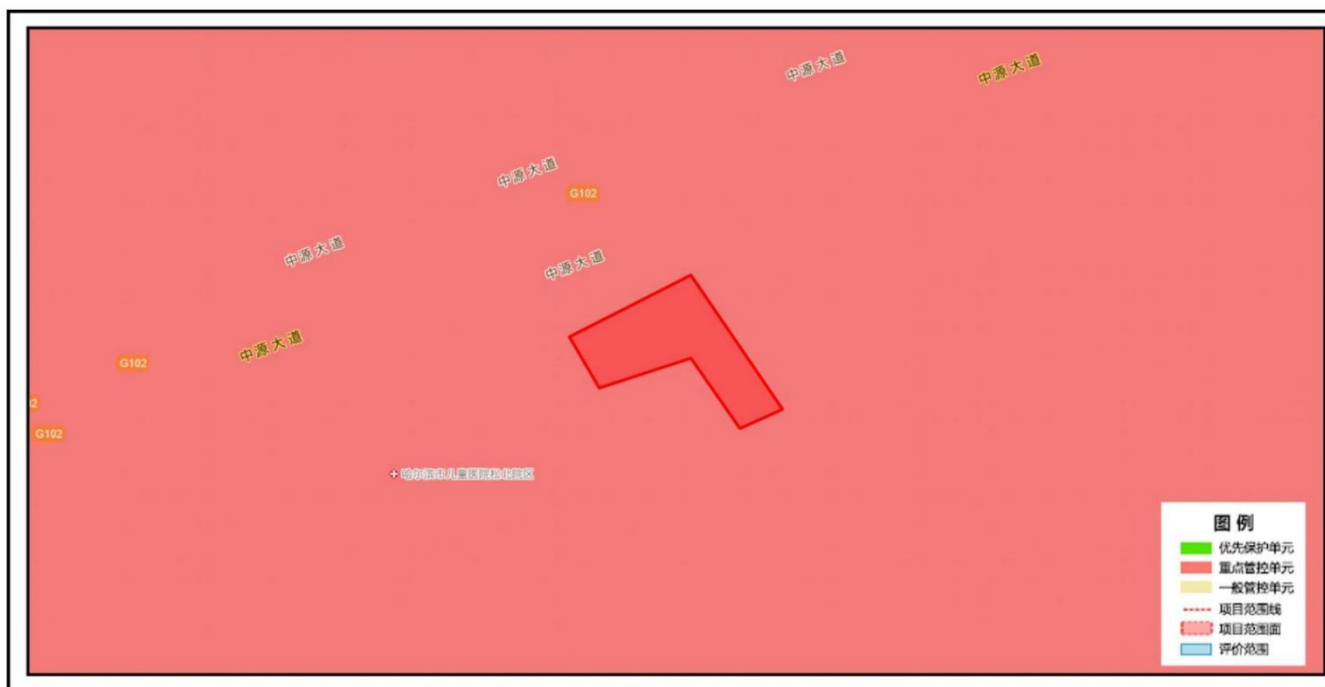 中源大道
中源大道
中源大道
G102
中源大道
中源大道
中源大道
G102
02
G102
哈尔滨市儿童医院松北院区
图例
优先保护单元
重点管控单元
一般管控单元
项目范围线
项目范围面
评价范围